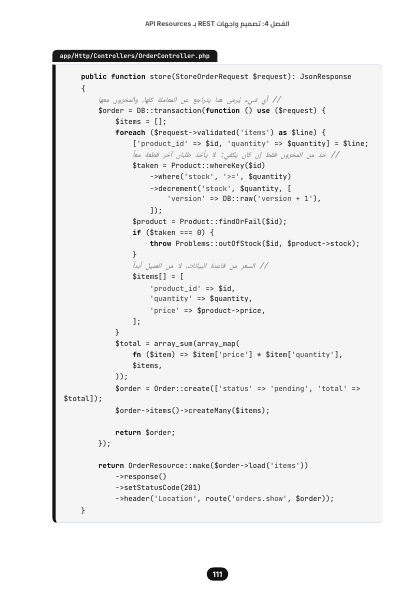 الفصل 4: تصميم واجهات REST بـ API Resources
app/Http/Controllers/OrderController.php
public function store(StoreOrderRequest $request): JsonResponse
{
// أي شيء يُرمى هنا يتراجع عن المعاملة كلها، والمخزون معها
$order = DB::transaction(function () use ($request) {
$items = [];
foreach ($request->validated('items') as $line) {
['product_id' => $id, 'quantity' => $quantity] = $line;
// خذ من المخزون فقط إن كان يكفي: لا يأخذ طلبان آخر قطعة معاً
$taken = Product::whereKey($id)
->where('stock', '>=', $quantity)
->decrement('stock', $quantity, [
'version' => DB::raw('version + 1'),
]);
$product = Product::findOrFail($id);
if ($taken === 0) {
throw Problems::outOfStock($id, $product->stock);
}
// السعر من قاعدة البيانات، لا من العميل أبداً
$items[] = [
'product_id' => $id,
'quantity' => $quantity,
'price' => $product->price,
];
}
$total = array_sum(array_map(
fn ($item) => $item['price'] * $item['quantity'],
$items,
));
$order = Order::create(['status' => 'pending', 'total' =>
$total]);
$order->items()->createMany($items);
return $order;
});
return OrderResource::make($order->load('items'))
->response()
->setStatusCode(201)
->header('Location', route('orders.show', $order));
}
111